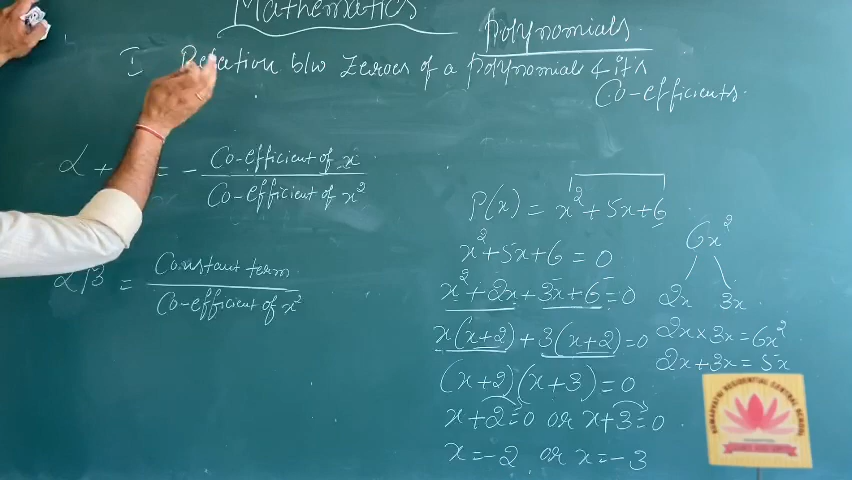 Mathematics
Polynomials
I Relation b/w Zeroes of a polynomials & it's
Co-efficients.
α + = - Co-efficient of x
Co-efficient of x²
αβ = Constant term
Co-efficient of x²
P(x) = x² + 5x + 6
x² + 5x + 6 = 0
x² + 2x + 3x + 6 = 0
x(x+2) + 3(x+2) = 0
(x+2)(x+3) = 0
x+2=0 or x+3=0
x=-2 or x=-3
6x²
2x 3x
2x × 3x = 6x²
2x + 3x = 5x